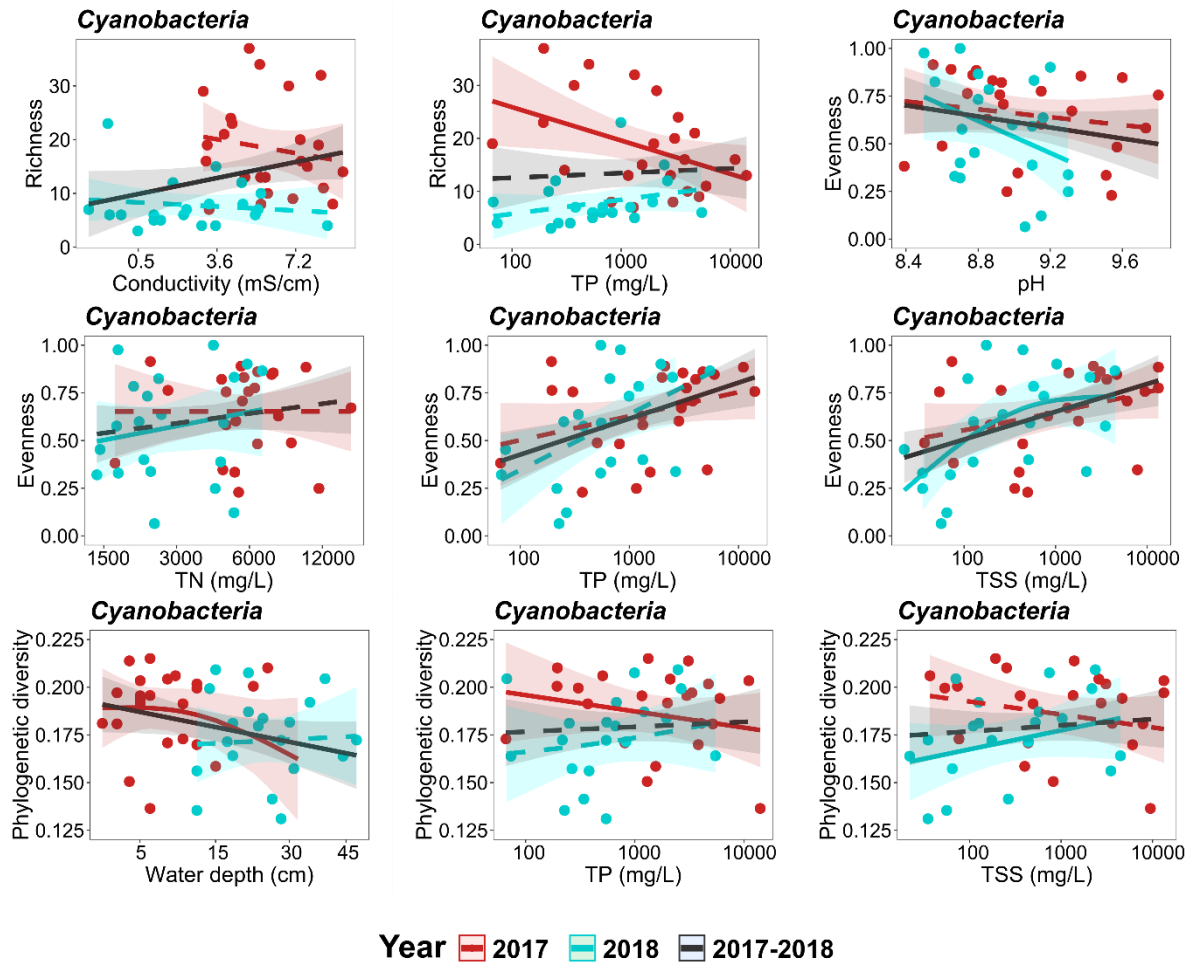 Cyanobacteria Cyanobacteria Cyanobacteria
Richness
30
20
10
0
0.5 3.6 7.2
Conductivity (mS/cm)
Richness
30
20
10
0
100 1000 10000
TP (mg/L)
Evenness
1.00
0.75
0.50
0.25
0.00
8.4 8.8 9.2 9.6
pH
Cyanobacteria Cyanobacteria Cyanobacteria
Evenness
1.00
0.75
0.50
0.25
0.00
1500 3000 6000 12000
TN (mg/L)
Evenness
1.00
0.75
0.50
0.25
0.00
100 1000 10000
TP (mg/L)
Evenness
1.00
0.75
0.50
0.25
0.00
100 1000 10000
TSS (mg/L)
Cyanobacteria Cyanobacteria Cyanobacteria
Phylogenetic diversity
0.225
0.200
0.175
0.150
0.125
5 15 30 45
Water depth (cm)
Phylogenetic diversity
0.225
0.200
0.175
0.150
0.125
100 1000 10000
TP (mg/L)
Phylogenetic diversity
0.225
0.200
0.175
0.150
0.125
100 1000 10000
TSS (mg/L)
Year 2017 2018 2017-2018